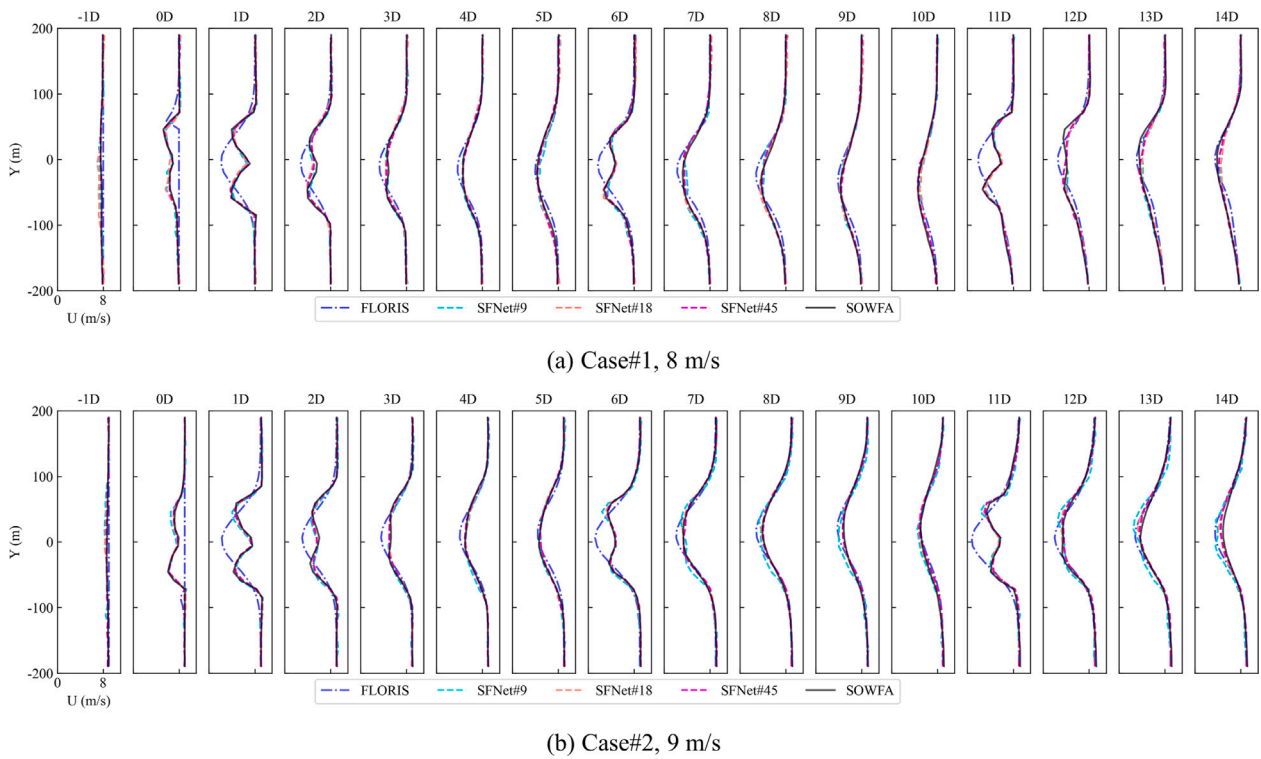 -1D 0D 1D 2D 3D 4D 5D 6D 7D 8D 9D 10D 11D 12D 13D 14D
200
100
Y (m)
0
-100
-200
0 8
U (m/s)
FLORIS SFNet#9 SFNet#18 SFNet#45 SOWFA
(a) Case#1, 8 m/s
-1D 0D 1D 2D 3D 4D 5D 6D 7D 8D 9D 10D 11D 12D 13D 14D
200
100
Y (m)
0
-100
-200
0 8
U (m/s)
FLORIS SFNet#9 SFNet#18 SFNet#45 SOWFA
(b) Case#2, 9 m/s